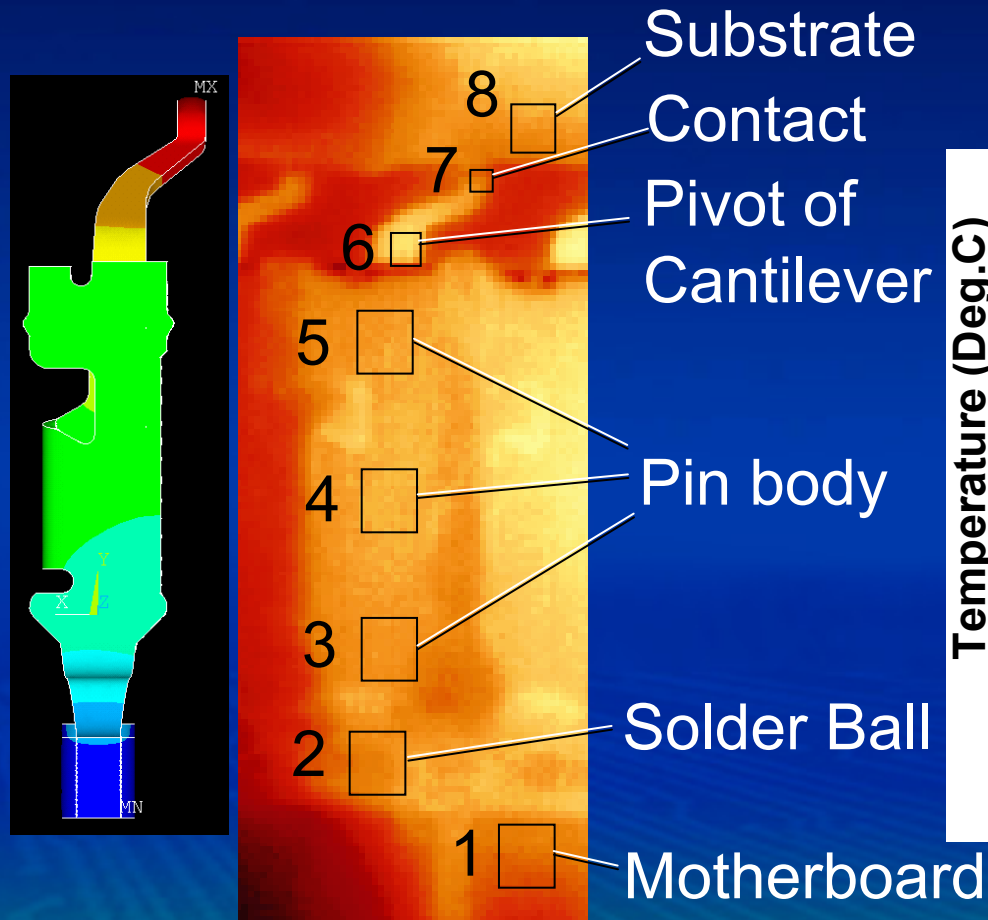 MX
Substrate
8
Contact
7
Pivot of
Cantilever
6
5
Pin body
4
3
Y
X
Z
Solder Ball
2
MN
1
Motherboard
Temperature (Deg.C)